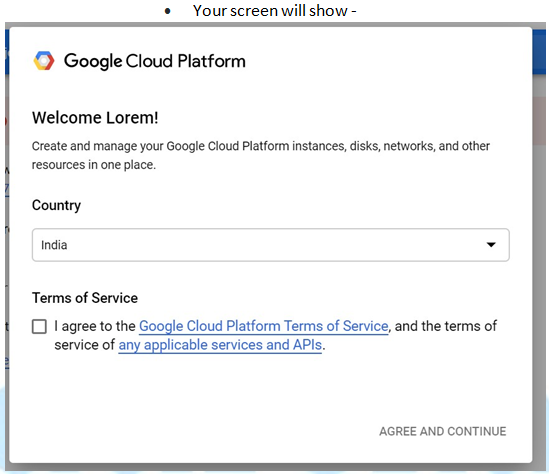 • Your screen will show -
Google Cloud Platform
Welcome Lorem!
Create and manage your Google Cloud Platform instances, disks, networks, and other
resources in one place.
Country
India
Terms of Service
I agree to the Google Cloud Platform Terms of Service, and the terms of
service of any applicable services and APIs.
AGREE AND CONTINUE